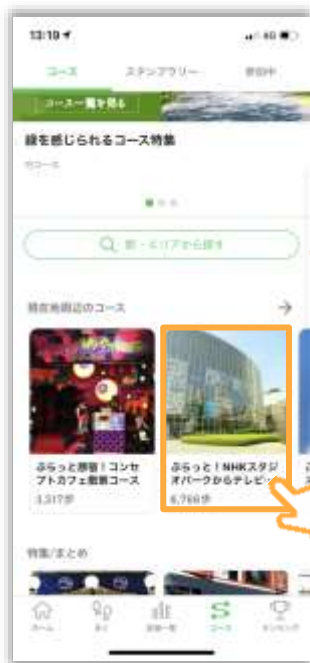 13:19
4G
コース
スタンプラリー
参加中
コース一覧を見る
緑を感じられるコース特集
駅・エリアから探す
現在地周辺のコース
ぶらっと原宿！コンセ
プトカフェ散策コース
3,317歩
ぶらっと！NHKスタジ
オパークからテレビ
6,766歩
特集/まとめ
ホーム
歩く
コース
ランキング